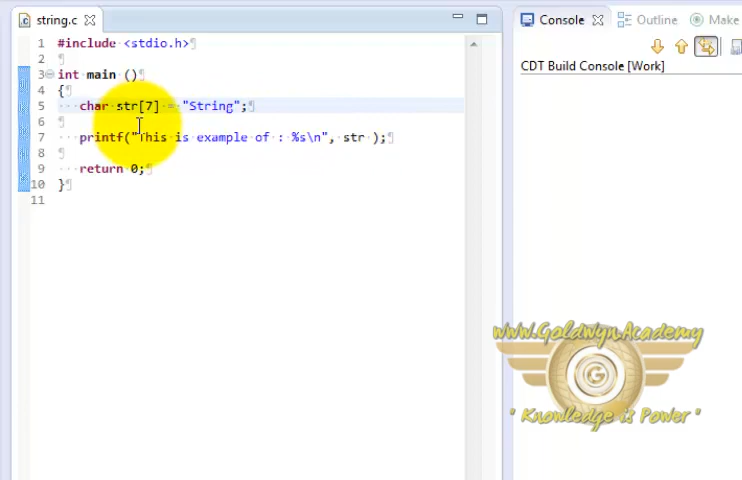 string.c
Console
Outline
Make
CDT Build Console [Work]
1 #include <stdio.h>
2
3 int main ()
4 {
5 char str[7] = "String";
6
7 printf("This is example of : %s\n", str );
8
9 return 0;
10 }
11
www.GoldwynAcademy
G
" Knowledge is Power "